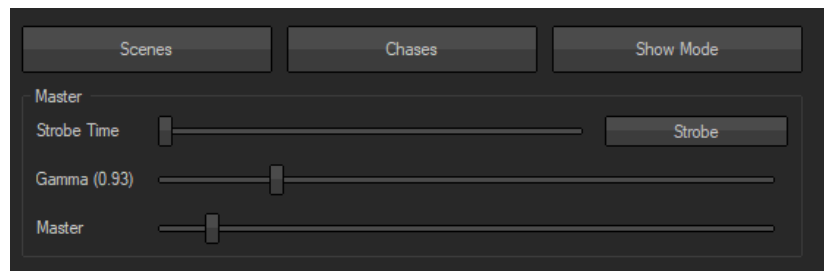 Scenes Chases Show Mode
Master
Strobe Time Strobe
Gamma (0.93)
Master